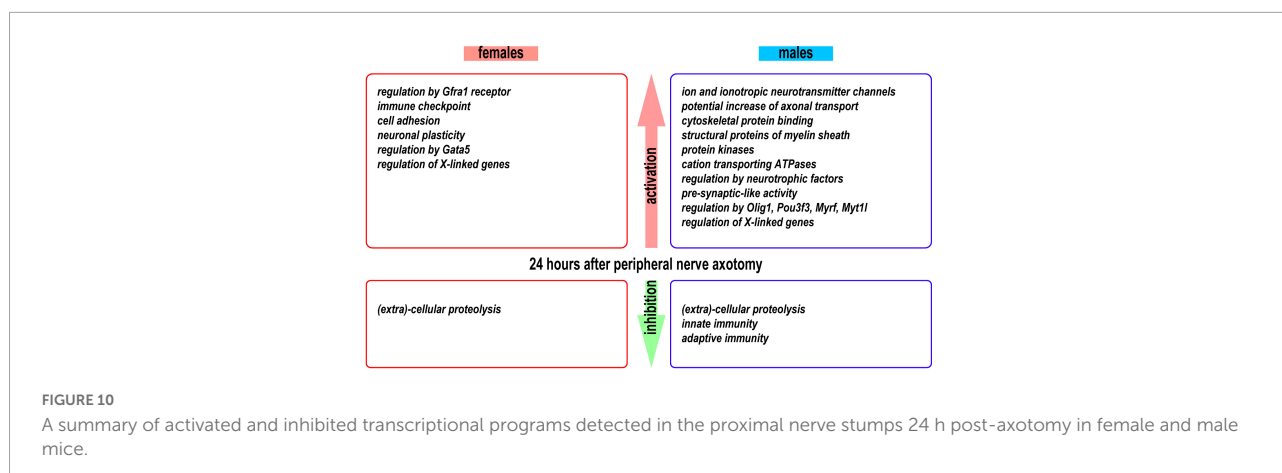 females
regulation by Gfra1 receptor
immune checkpoint
cell adhesion
neuronal plasticity
regulation by Gata5
regulation of X-linked genes
activation
males
ion and ionotropic neurotransmitter channels
potential increase of axonal transport
cytoskeletal protein binding
structural proteins of myelin sheath
protein kinases
cation transporting ATPases
regulation by neurotrophic factors
pre-synaptic-like activity
regulation by Olig1, Pou3f3, Myrf, Myt1l
regulation of X-linked genes
24 hours after peripheral nerve axotomy
(extra)-cellular proteolysis
inhibition
(extra)-cellular proteolysis
innate immunity
adaptive immunity
FIGURE 10
A summary of activated and inhibited transcriptional programs detected in the proximal nerve stumps 24 h post-axotomy in female and male
mice.